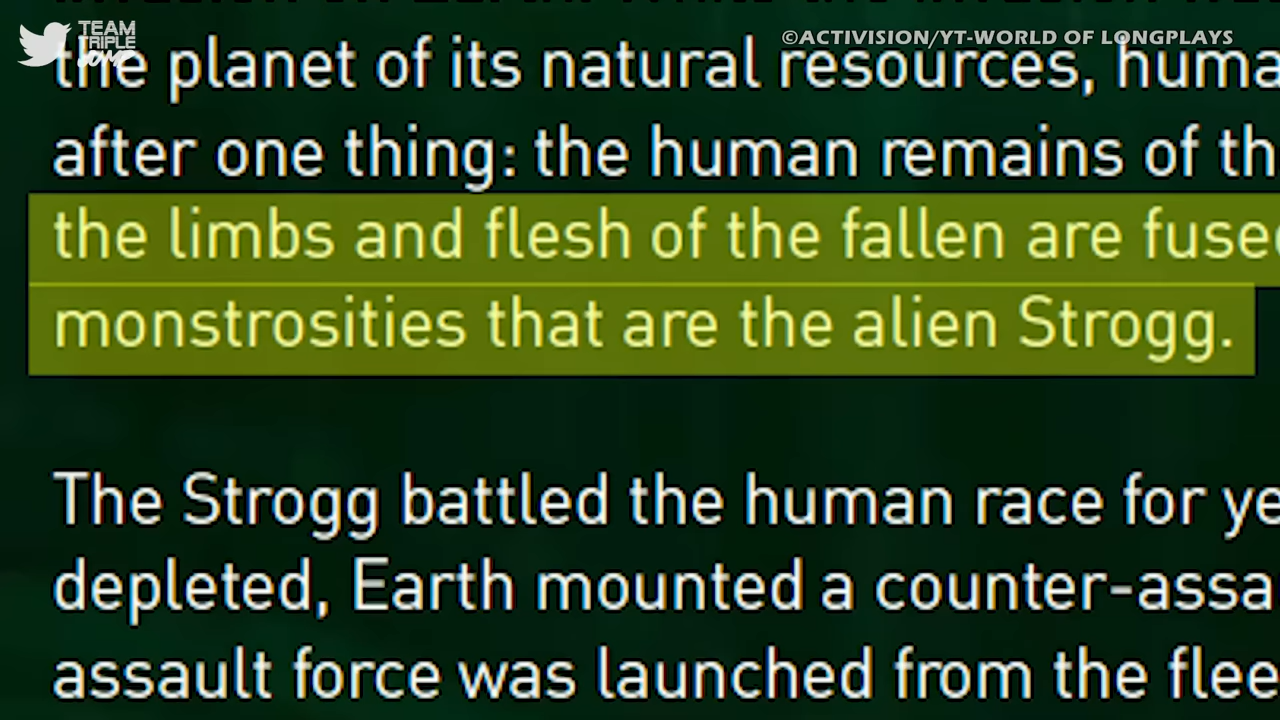 TEAM
TRIPLE
JUMP
©ACTIVISION/YT-WORLD OF LONGPLAYS
the planet of its natural resources, huma
after one thing: the human remains of th
the limbs and flesh of the fallen are fuse
monstrosities that are the alien Strogg.
The Strogg battled the human race for ye
depleted, Earth mounted a counter-assa
assault force was launched from the flee